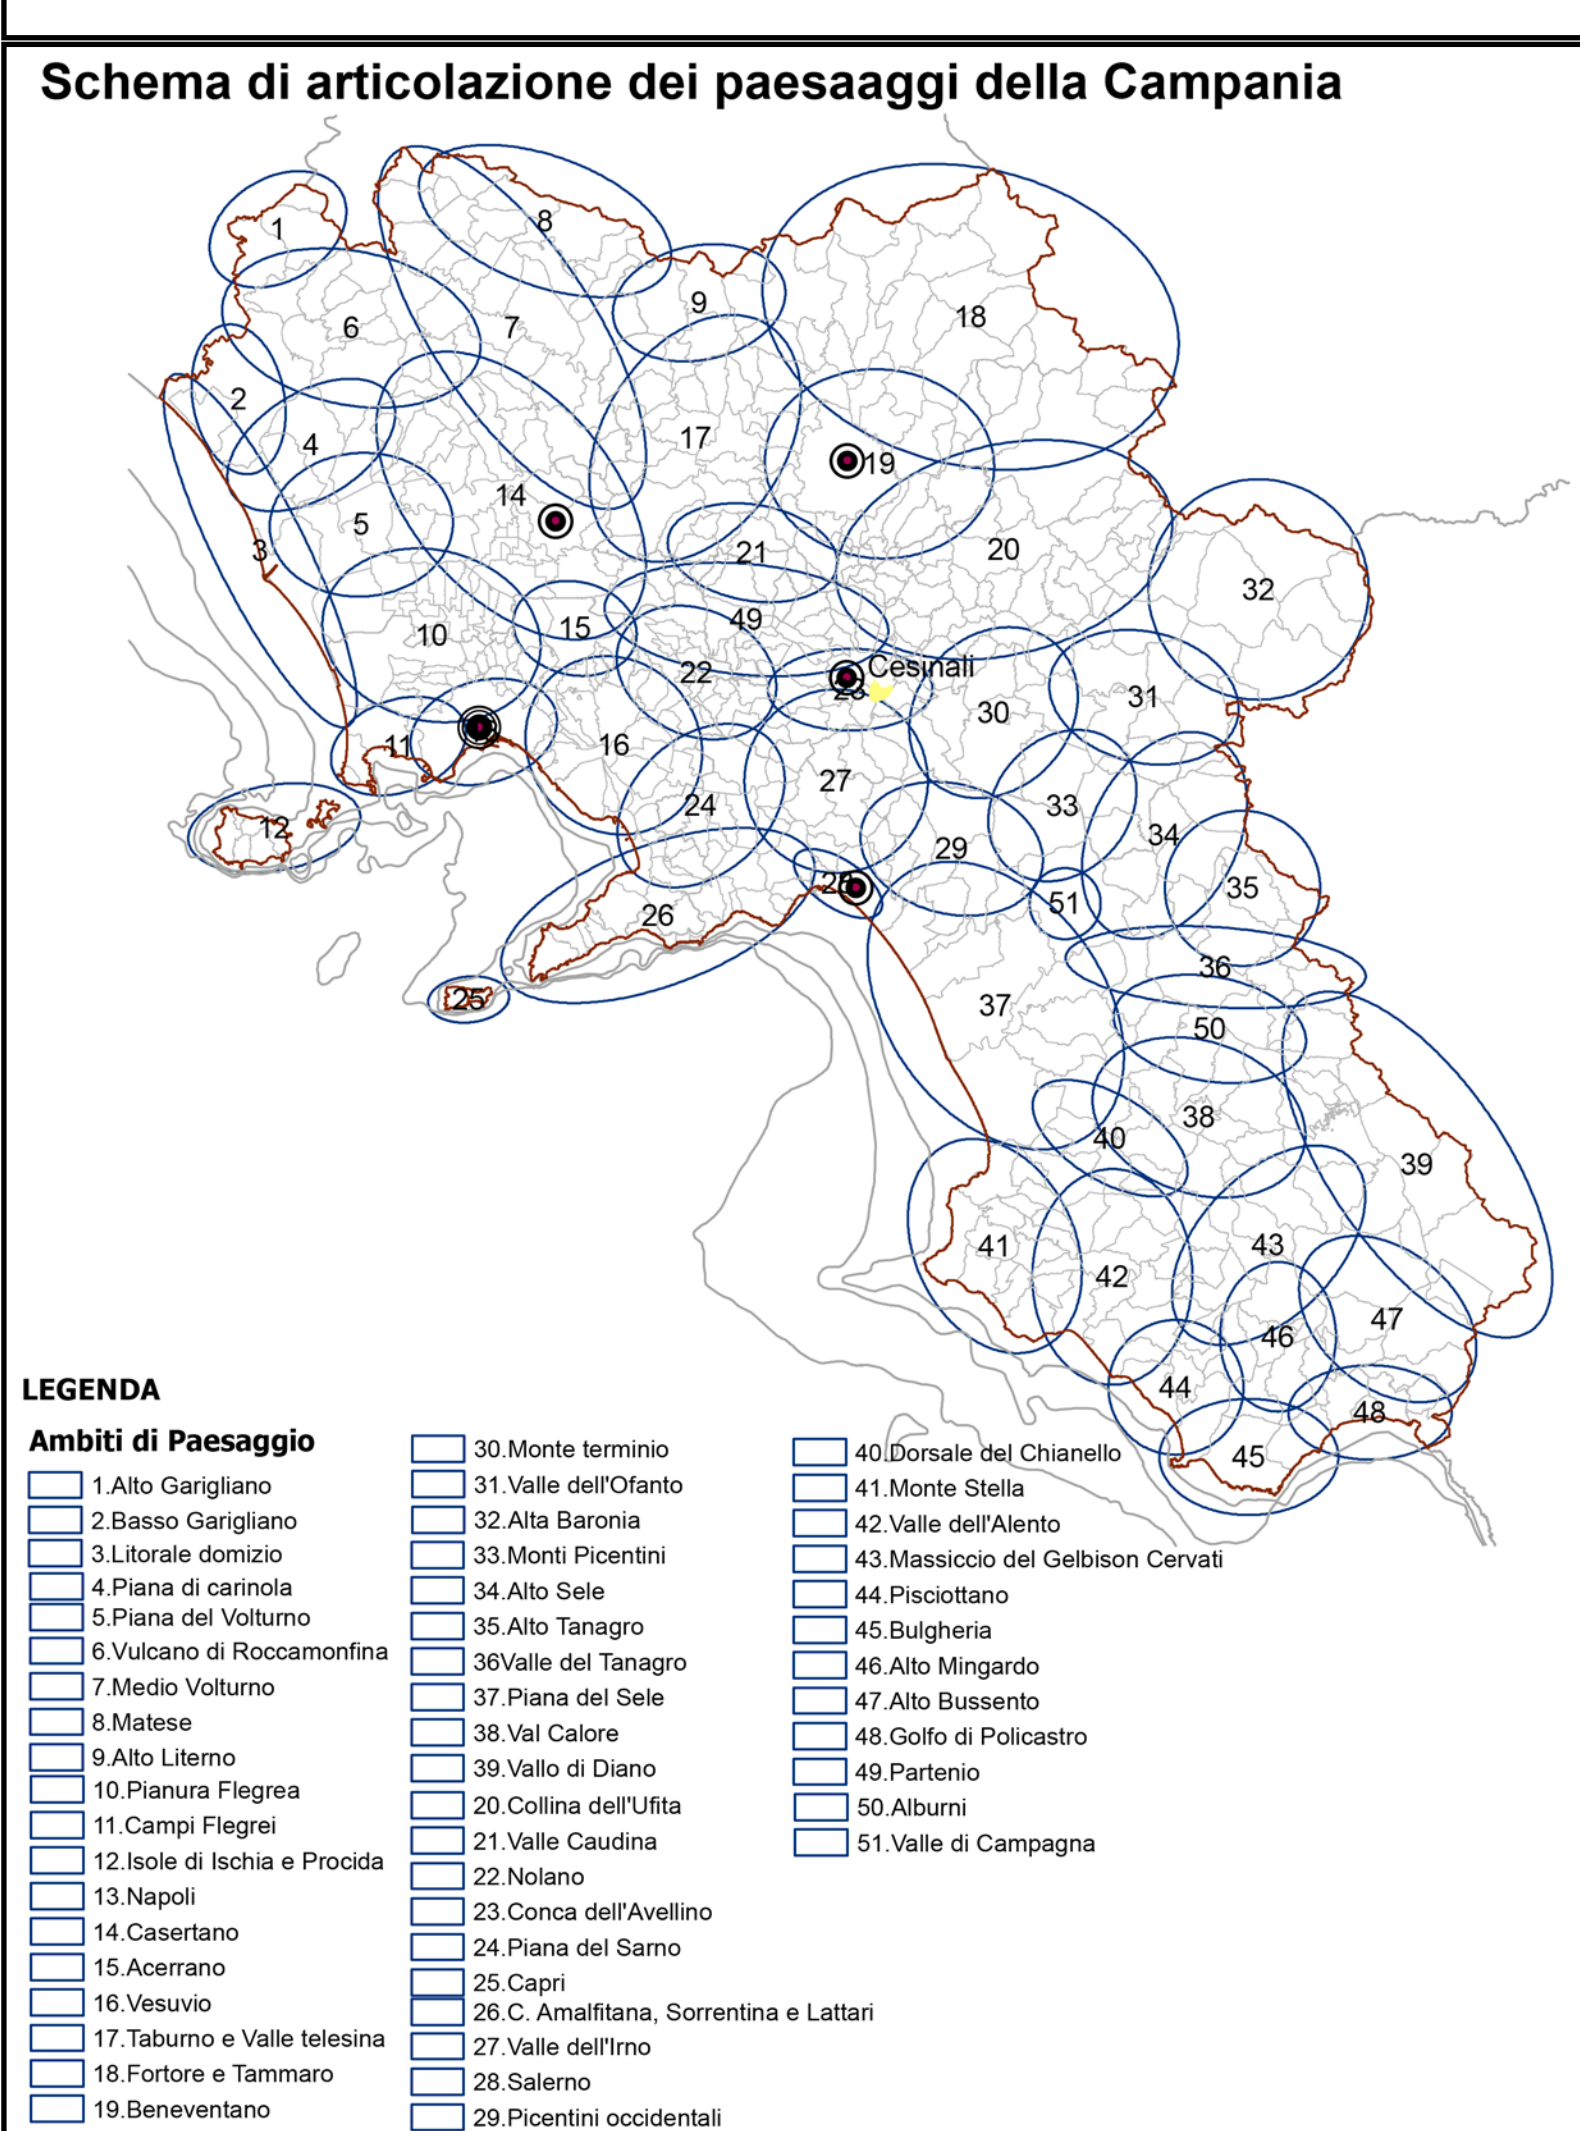 Schema di articolazione dei paesaaggi della Campania
1
8
9
18
6
7
2
4
17
19
14
5
3
21
20
32
10
15
49
22
Cesinali
23
30
31
11
16
27
24
33
12
34
29
28
35
51
26
36
25
37
50
38
40
39
41
43
42
47
46
44
48
45
LEGENDA
Ambiti di Paesaggio
1.Alto Garigliano
2.Basso Garigliano
3.Litorale domizio
4.Piana di carinola
5.Piana del Volturno
6.Vulcano di Roccamonfina
7.Medio Volturno
8.Matese
9.Alto Literno
10.Pianura Flegrea
11.Campi Flegrei
12.Isole di Ischia e Procida
13.Napoli
14.Casertano
15.Acerrano
16.Vesuvio
17.Taburno e Valle telesina
18.Fortore e Tammaro
19.Beneventano
30.Monte terminio
31.Valle dell'Ofanto
32.Alta Baronia
33.Monti Picentini
34.Alto Sele
35.Alto Tanagro
36Valle del Tanagro
37.Piana del Sele
38.Val Calore
39.Vallo di Diano
20.Collina dell'Ufita
21.Valle Caudina
22.Nolano
23.Conca dell'Avellino
24.Piana del Sarno
25.Capri
26.C. Amalfitana, Sorrentina e Lattari
27.Valle dell'Irno
28.Salerno
29.Picentini occidentali
40.Dorsale del Chianello
41.Monte Stella
42.Valle dell'Alento
43.Massiccio del Gelbison Cervati
44.Pisciottano
45.Bulgheria
46.Alto Mingardo
47.Alto Bussento
48.Golfo di Policastro
49.Partenio
50.Alburni
51.Valle di Campagna